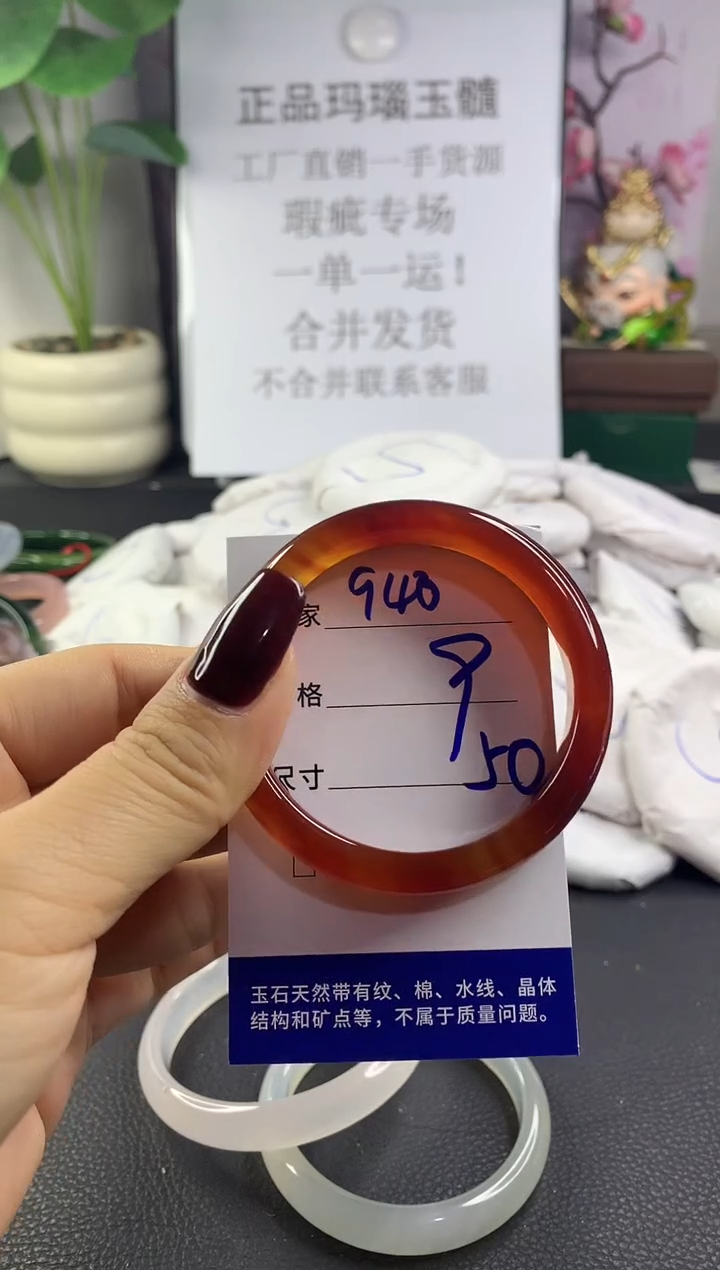 正品玛瑙玉髓
工厂直销一手货源
瑕疵专场
一单一运！
合并发货
不合并联系客服
家 940
格
尺寸 50
玉石天然带有纹、棉、水线、晶体
结构和矿点等，不属于质量问题。